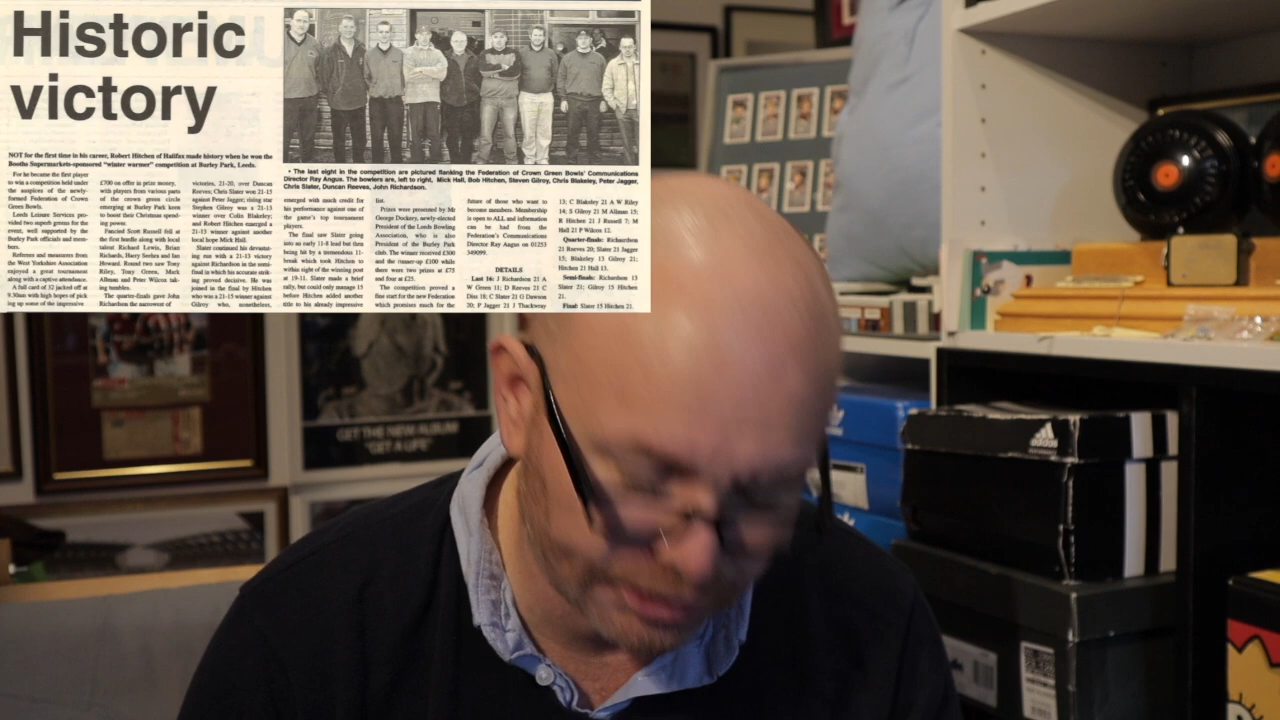 Historic
victory
NOT for the first time in his career, Robert Hitchen of Halifax made history when he won the
Booths Supermarkets-sponsored "winter warmer" competition at Burley Park, Leeds.
For he became the first player
to win a competition held under
the auspices of the newly-
formed Federation of Crown
Green Bowls.
Leeds Leisure Services pro-
vided two superb greens for the
event, well supported by the
Burley Park officials and mem-
bers.
Referees and measures from
the West Yorkshire Association
enjoyed a great tournament
along with a captive attendance.
A full card of 32 jacked off at
9.30am with high hopes of pick
ing up some of the impressive
£700 on offer in prize money,
with players from various parts
of the crown green circle
emerging at Burley Park keen
to boost their Christmas spend-
ing power.
Fancied Scott Russell fell at
the first hurdle along with local
talent Richard Lewis, Brian
Richards, Harry Seehra and Ian
Howard. Round two saw Tony
Riley, Tony Green, Mark
Allman and Peter Wilcox tak-
ing tumbles.
The quarter-finals gave John
Richardson the narrowest of
victories, 21-20, over Duncan
Reeves; Chris Slater won 21-15
against Peter Jagger; rising star
Stephen Gilroy was a 21-13
winner over Colin Blakeley;
and Robert Hitchen emerged a
21-13 winner against another
local hope Mick Hall.
Slater continued his devastat-
ing run with a 21-13 victory
against Richardson in the semi-
final in which his accurate strik-
ing proved decisive. He was
joined in the final by Hitchen
who was a 21-15 winner against
Gilroy who, nonetheless,
• The last eight in the competition are pictured flanking the Federation of Crown Green Bowls' Communications
Director Ray Angus. The bowlers are, left to right, Mick Hall, Bob Hitchen, Steven Gilroy, Chris Blakeley, Peter Jagger,
Chris Slater, Duncan Reeves, John Richardson.
emerged with much credit for
his performance against one of
the game's top tournament
players.
The final saw Slater going
into an early 11-8 lead but then
being hit by a tremendous 11-
break which took Hitchen to
within sight of the winning post
at 19-11. Slater made a brief
rally, but could only manage 15
before Hitchen added another
title to his already impressive
list.
Prizes were presented by Mr
George Dockery, newly-elected
President of the Leeds Bowling
Association, who is also
President of the Burley Park
club. The winner received £300
and the runner-up £100 while
there were two prizes at £75
and four at £25.
The competition proved a
fine start for the new Federation
which promises much for the
future of those who want to
become members. Membership
is open to ALL and information
can be had from the
Federation's Communications
Director Ray Angus on 01253
349099.
DETAILS
Last 16: J Richardson 21 A
W Green 11; D Reeves 21 C
Diss 18; C Slater 21 G Dawson
20; P Jagger 21 J Thackway
13; C Blakeley 21 A W Riley
14; S Gilroy 21 M Allman 15;
R Hitchen 21 J Russell 7; M
Hall 21 P Wilcox 12.
Quarter-finals: Richardson
21 Reeves 20; Slater 21 Jagger
15; Blakeley 13 Gilroy 21;
Hitchen 21 Hall 13.
Semi-finals: Richardson 13
Slater 21; Gilroy 15 Hitchen
21.
Final: Slater 15 Hitchen 21.
GET THE NEW ALBUM
"GET A LIFE"
adidas